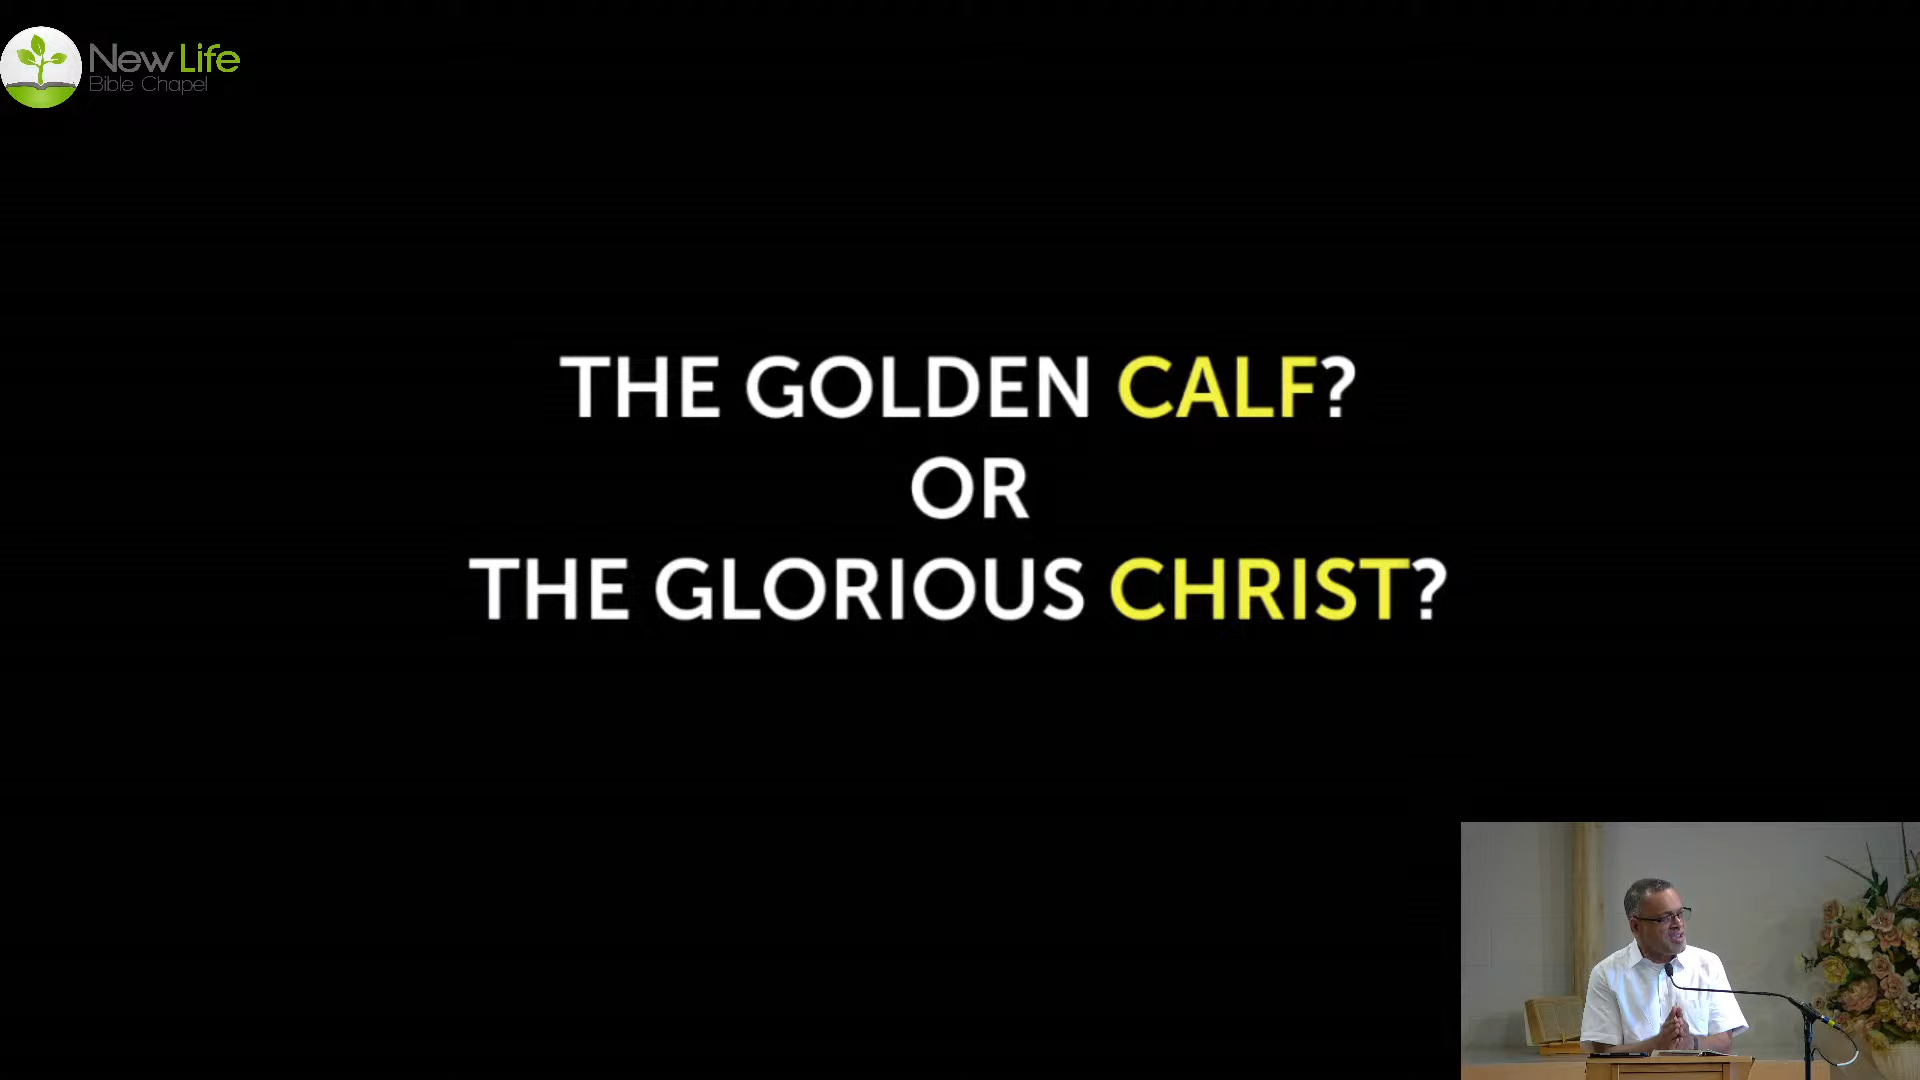 New Life
Bible Chapel
THE GOLDEN CALF?
OR
THE GLORIOUS CHRIST?